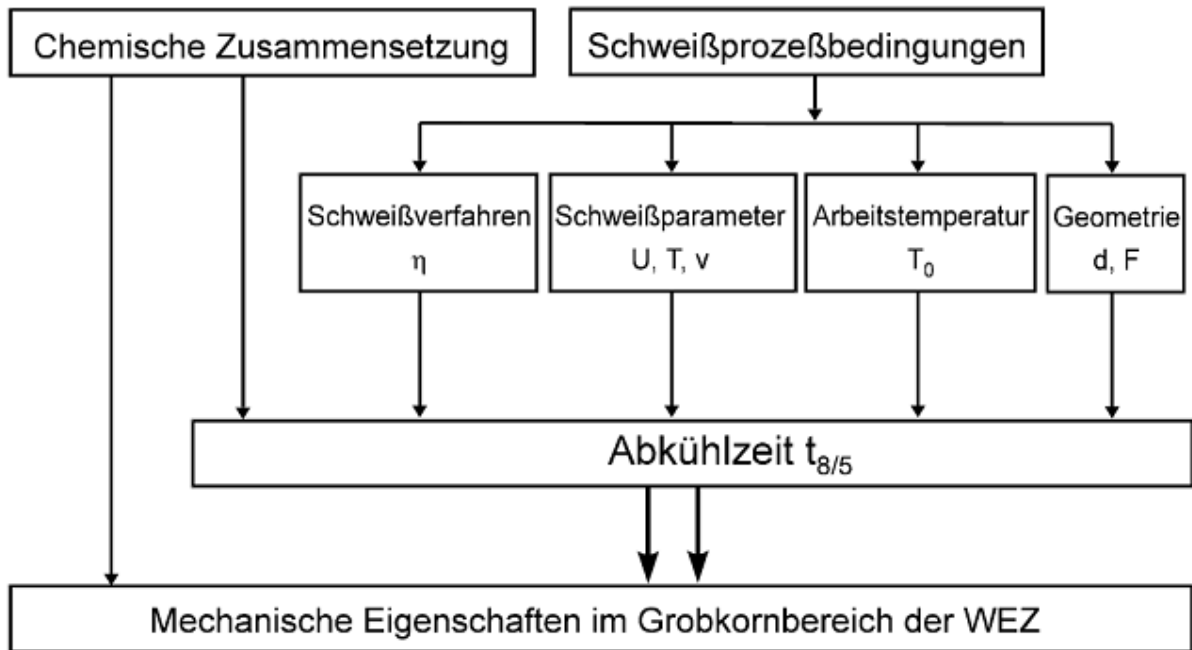 Chemische Zusammensetzung
Schweißprozeßbedingungen
Schweißverfahren
η
Schweißparameter
U, T, v
Arbeitstemperatur
T₀
Geometrie
d, F
Abkühlzeit t₈/₅
Mechanische Eigenschaften im Grobkornbereich der WEZ